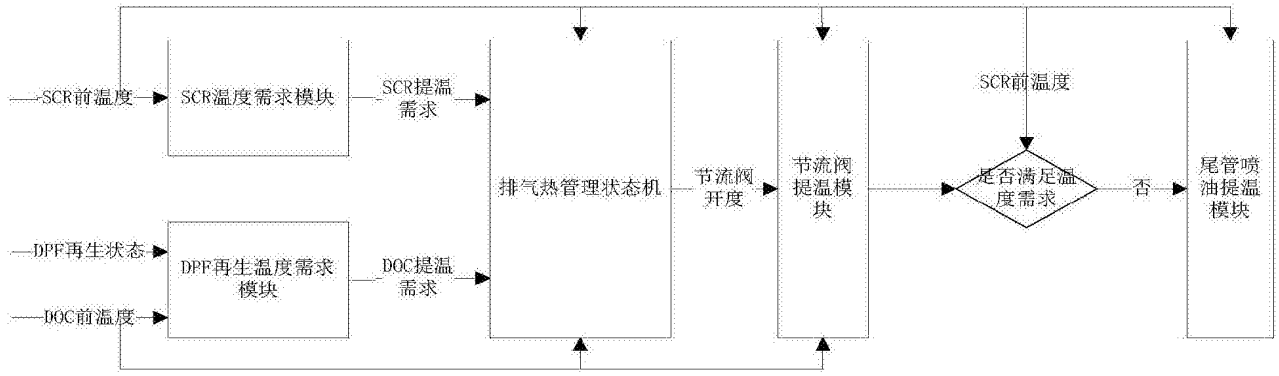 SCR前温度
SCR温度需求模块
SCR提温
需求
DPF再生状态
DOC前温度
DPF再生温度需求
模块
DOC提温
需求
排气热管理状态机
节流阀
开度
节流阀
提温模
块
SCR前温度
是否满足温
度需求
否
尾管喷
油提温
模块